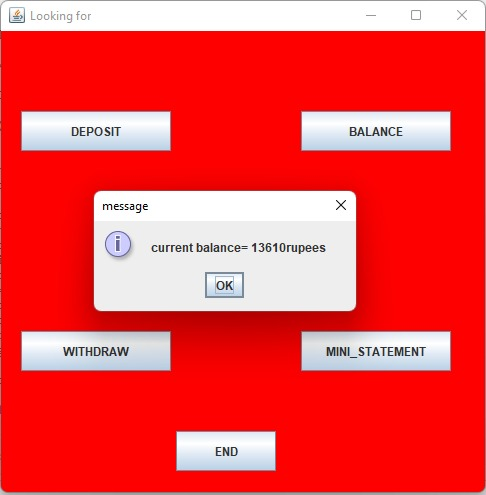 Looking for
DEPOSIT
BALANCE
message
current balance= 13610rupees
OK
WITHDRAW
MINI_STATEMENT
END